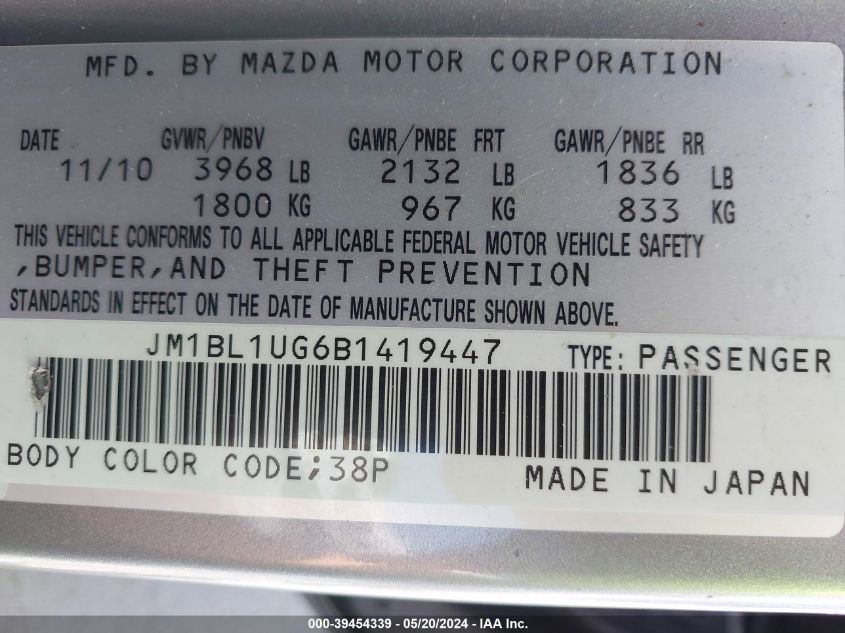 MFD. BY MAZDA MOTOR CORPORATION
DATE GVWR/PNBV GAWR/PNBE FRT GAWR/PNBE RR
11/10 3968 LB 2132 LB 1836 LB
1800 KG 967 KG 833 KG
THIS VEHICLE CONFORMS TO ALL APPLICABLE FEDERAL MOTOR VEHICLE SAFETY
,BUMPER,AND THEFT PREVENTION
STANDARDS IN EFFECT ON THE DATE OF MANUFACTURE SHOWN ABOVE.
JM1BL1UG6B1419447 TYPE: PASSENGER
BODY COLOR CODE;38P MADE IN JAPAN
000-39454339 - 05/20/2024 - IAA Inc.